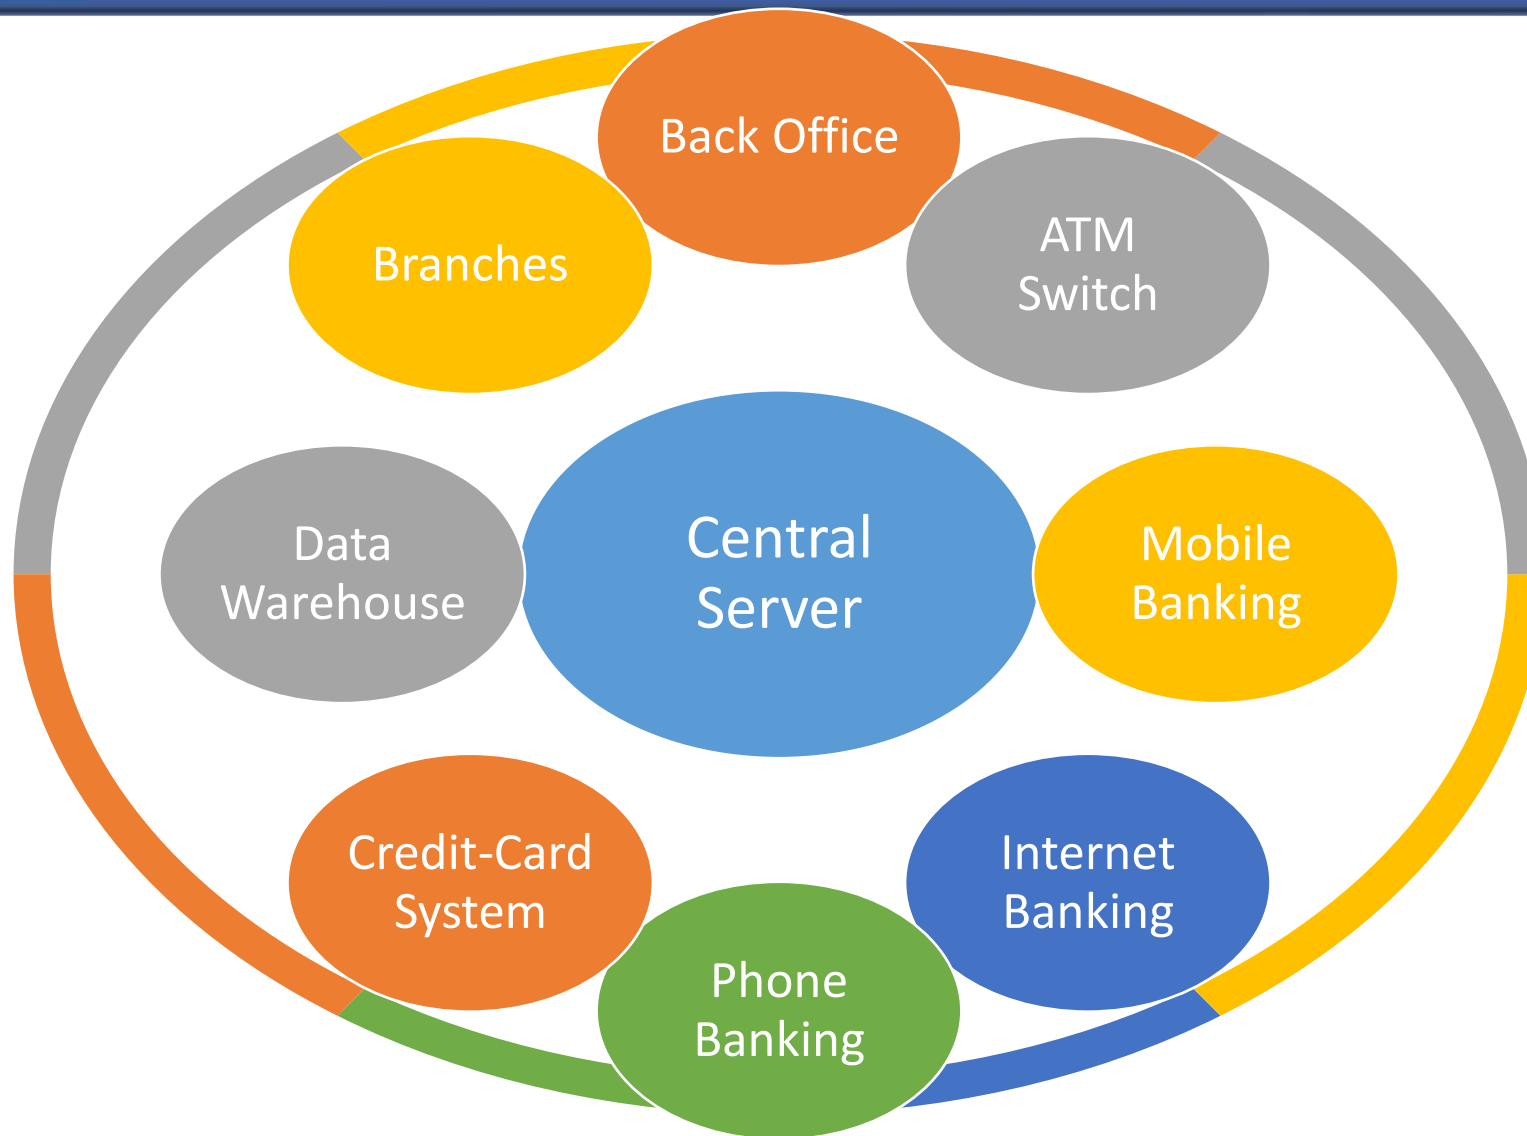 Back Office
Branches
ATM
Switch
Data
Warehouse
Central
Server
Mobile
Banking
Credit-Card
System
Internet
Banking
Phone
Banking